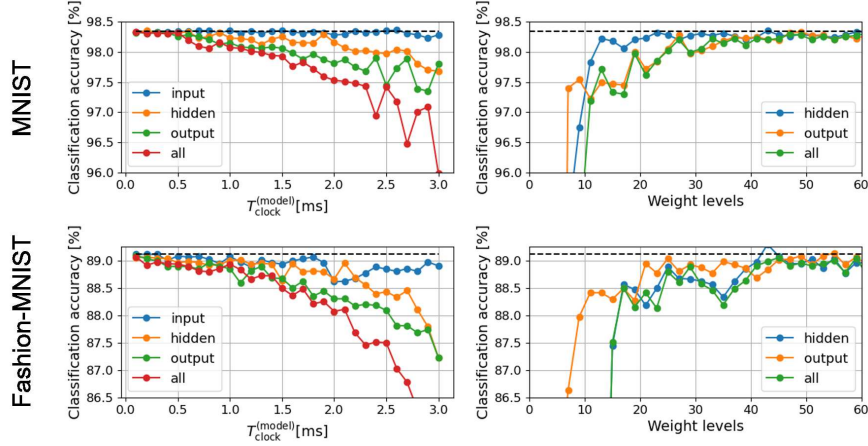 MNIST
Classification accuracy [%]
98.5
98.0
97.5
97.0
96.5
96.0
input
hidden
output
all
0.0 0.5 1.0 1.5 2.0 2.5 3.0
T_clock^(model) [ms]
Classification accuracy [%]
98.5
98.0
97.5
97.0
96.5
96.0
hidden
output
all
0 10 20 30 40 50 60
Weight levels
Fashion-MNIST
Classification accuracy [%]
89.0
88.5
88.0
87.5
87.0
86.5
input
hidden
output
all
0.0 0.5 1.0 1.5 2.0 2.5 3.0
T_clock^(model) [ms]
Classification accuracy [%]
89.0
88.5
88.0
87.5
87.0
86.5
hidden
output
all
0 10 20 30 40 50 60
Weight levels